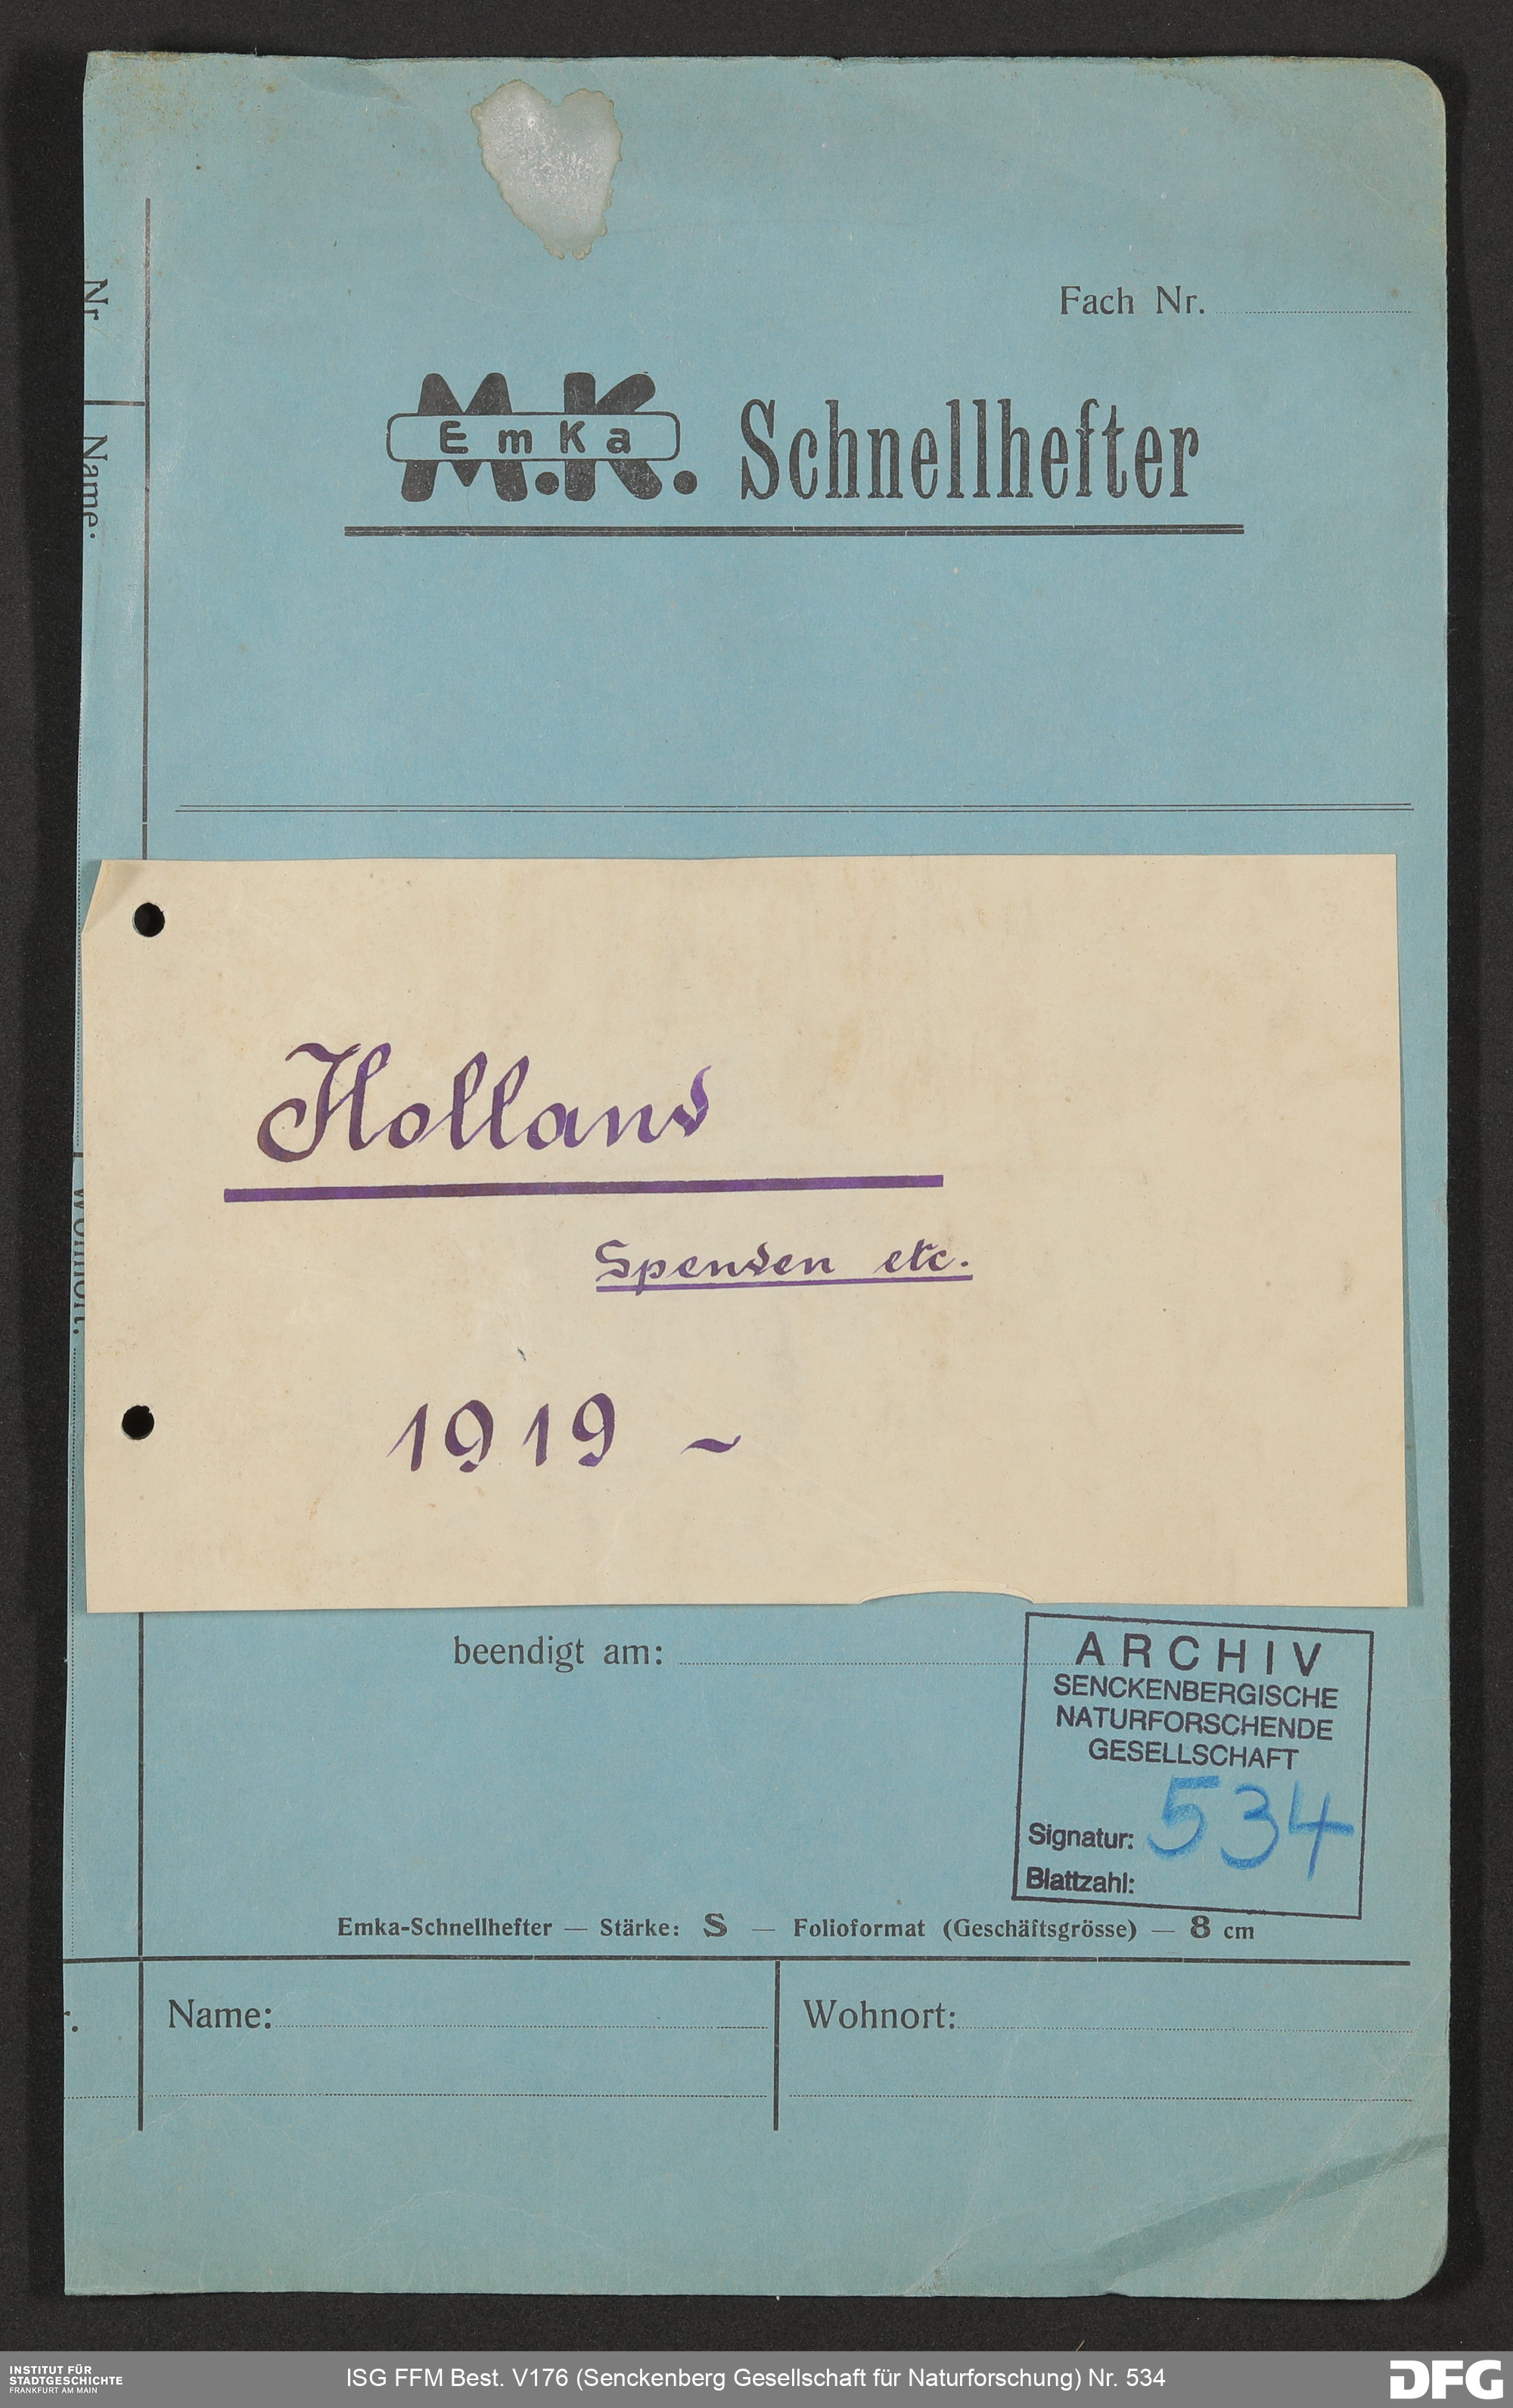 Fach Nr.
Nr
Name:
M.K. EmKa Schnellhefter
Holland
Spenden etc.
1919 ~
Wohnort:
beendigt am:
ARCHIV
SENCKENBERGISCHE
NATURFORSCHENDE
GESELLSCHAFT
Signatur: 534
Blattzahl:
Emka-Schnellhefter — Stärke: S — Folioformat (Geschäftsgrösse) — 8 cm
Name:
Wohnort:
INSTITUT FÜR
STADTGESCHICHTE
FRANKFURT AM MAIN
ISG FFM Best. V176 (Senckenberg Gesellschaft für Naturforschung) Nr. 534
DFG